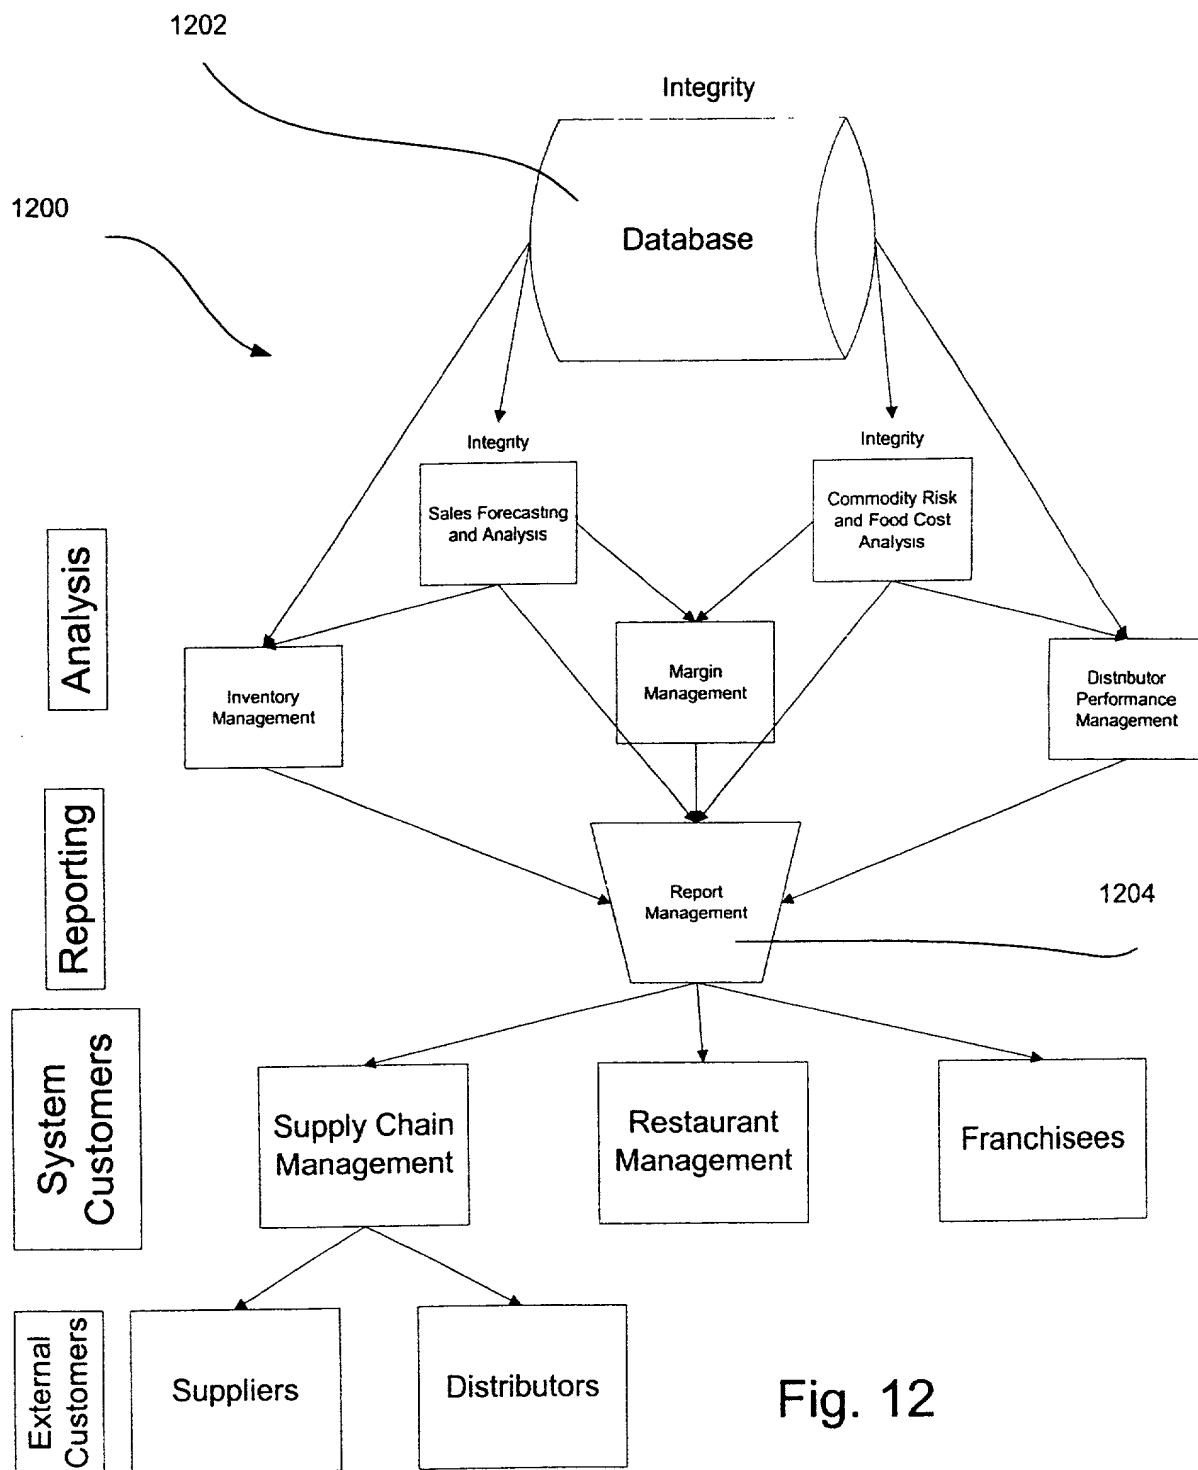 1202
Integrity
1200
Database
Integrity
Integrity
Sales Forecasting
and Analysis
Commodity Risk
and Food Cost
Analysis
Analysis
Inventory
Management
Margin
Management
Distributor
Performance
Management
Reporting
Report
Management
1204
System
Customers
Supply Chain
Management
Restaurant
Management
Franchisees
External
Customers
Suppliers
Distributors
Fig. 12